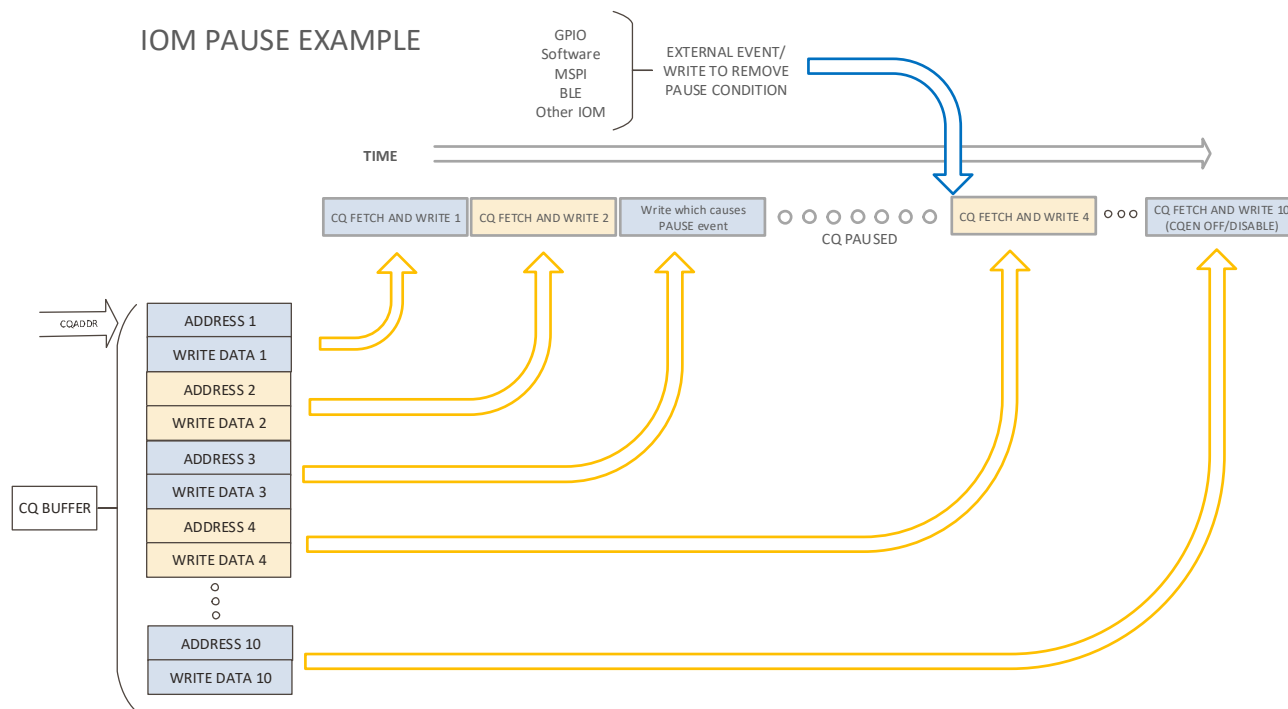 IOM PAUSE EXAMPLE
GPIO
Software
MSPI
BLE
Other IOM
EXTERNAL EVENT/
WRITE TO REMOVE
PAUSE CONDITION
TIME
CQ FETCH AND WRITE 1
CQ FETCH AND WRITE 2
Write which causes
PAUSE event
CQ PAUSED
CQ FETCH AND WRITE 4
CQ FETCH AND WRITE 10
(CQEN OFF/DISABLE)
CQADDR
ADDRESS 1
WRITE DATA 1
ADDRESS 2
WRITE DATA 2
ADDRESS 3
WRITE DATA 3
ADDRESS 4
WRITE DATA 4
ADDRESS 10
WRITE DATA 10
CQ BUFFER